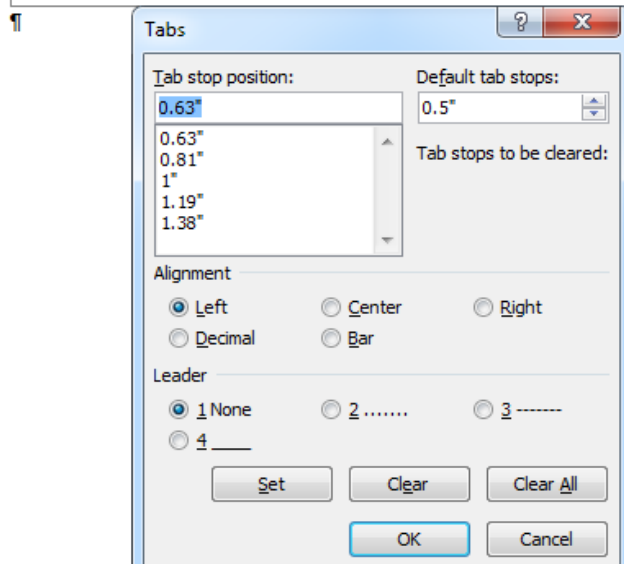 ¶
Tabs
Tab stop position:
Default tab stops:
0.63"
0.5"
0.63"
0.81"
1"
1.19"
1.38"
Tab stops to be cleared:
Alignment
Left Center Right
Decimal Bar
Leader
1 None 2 ....... 3 -------
4 ____
Set Clear Clear All
OK Cancel